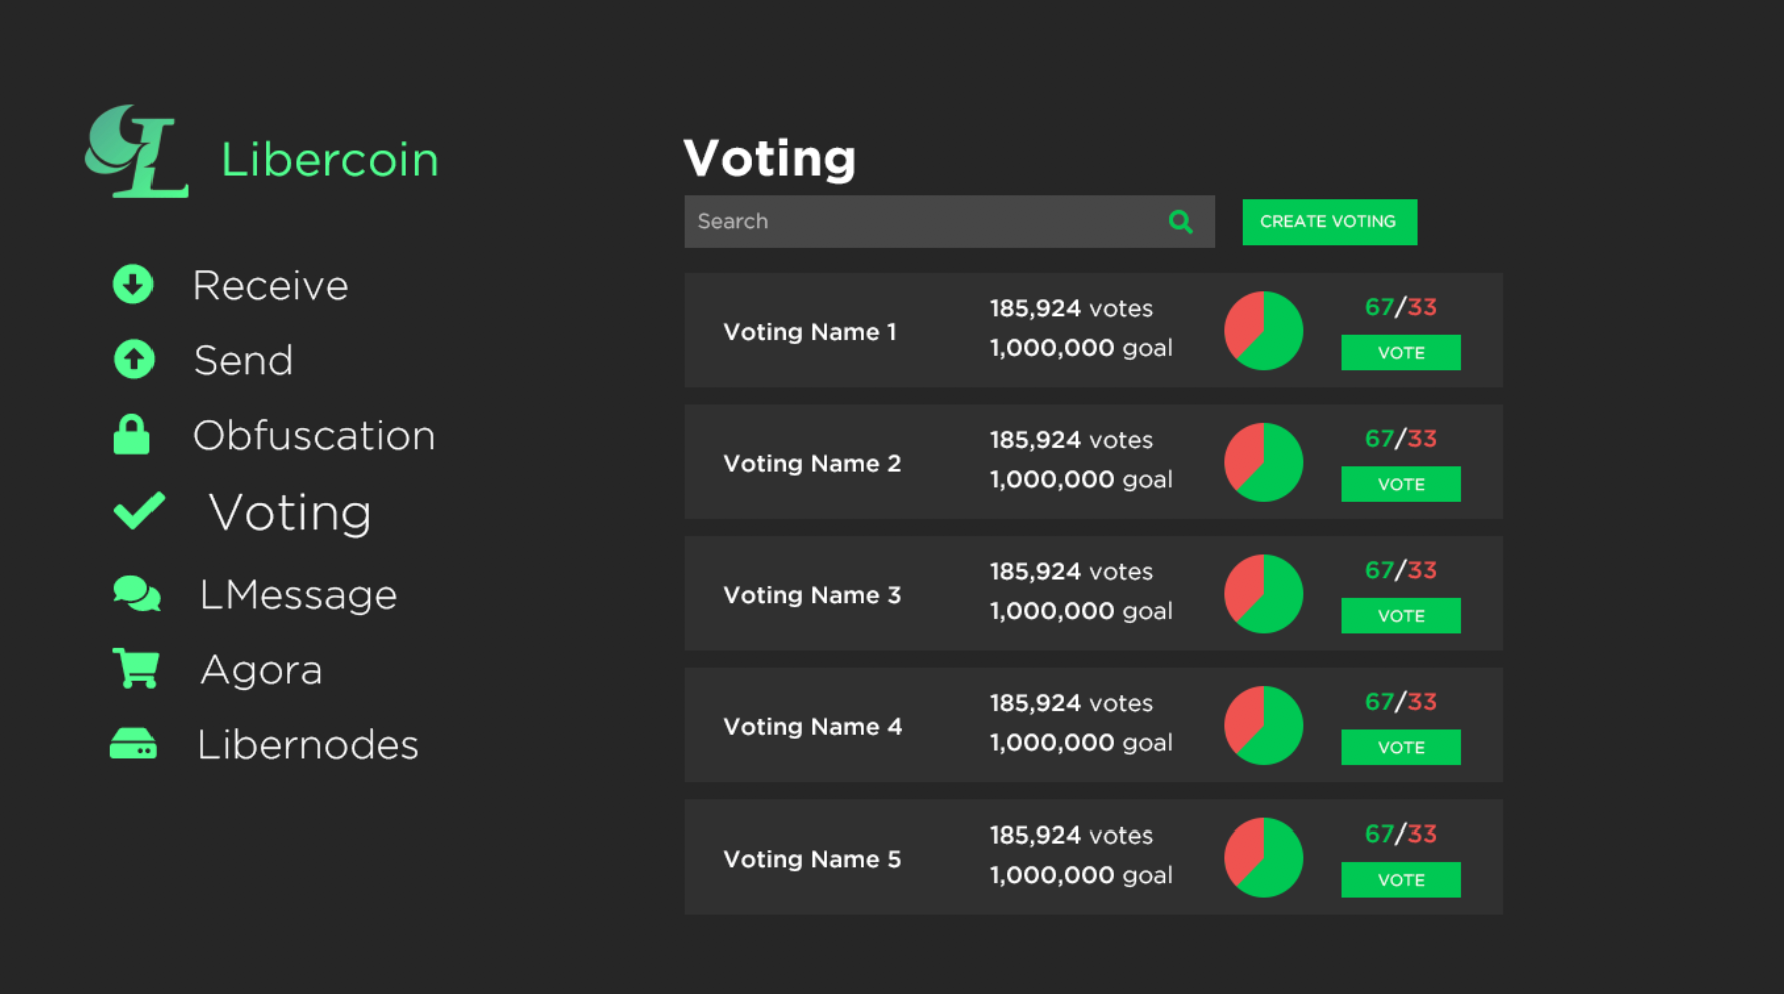 Libercoin
Receive
Send
Obfuscation
Voting
LMessage
Agora
Libernodes
Voting
Search
CREATE VOTING
Voting Name 1
185,924 votes
1,000,000 goal
67/33
VOTE
Voting Name 2
185,924 votes
1,000,000 goal
67/33
VOTE
Voting Name 3
185,924 votes
1,000,000 goal
67/33
VOTE
Voting Name 4
185,924 votes
1,000,000 goal
67/33
VOTE
Voting Name 5
185,924 votes
1,000,000 goal
67/33
VOTE